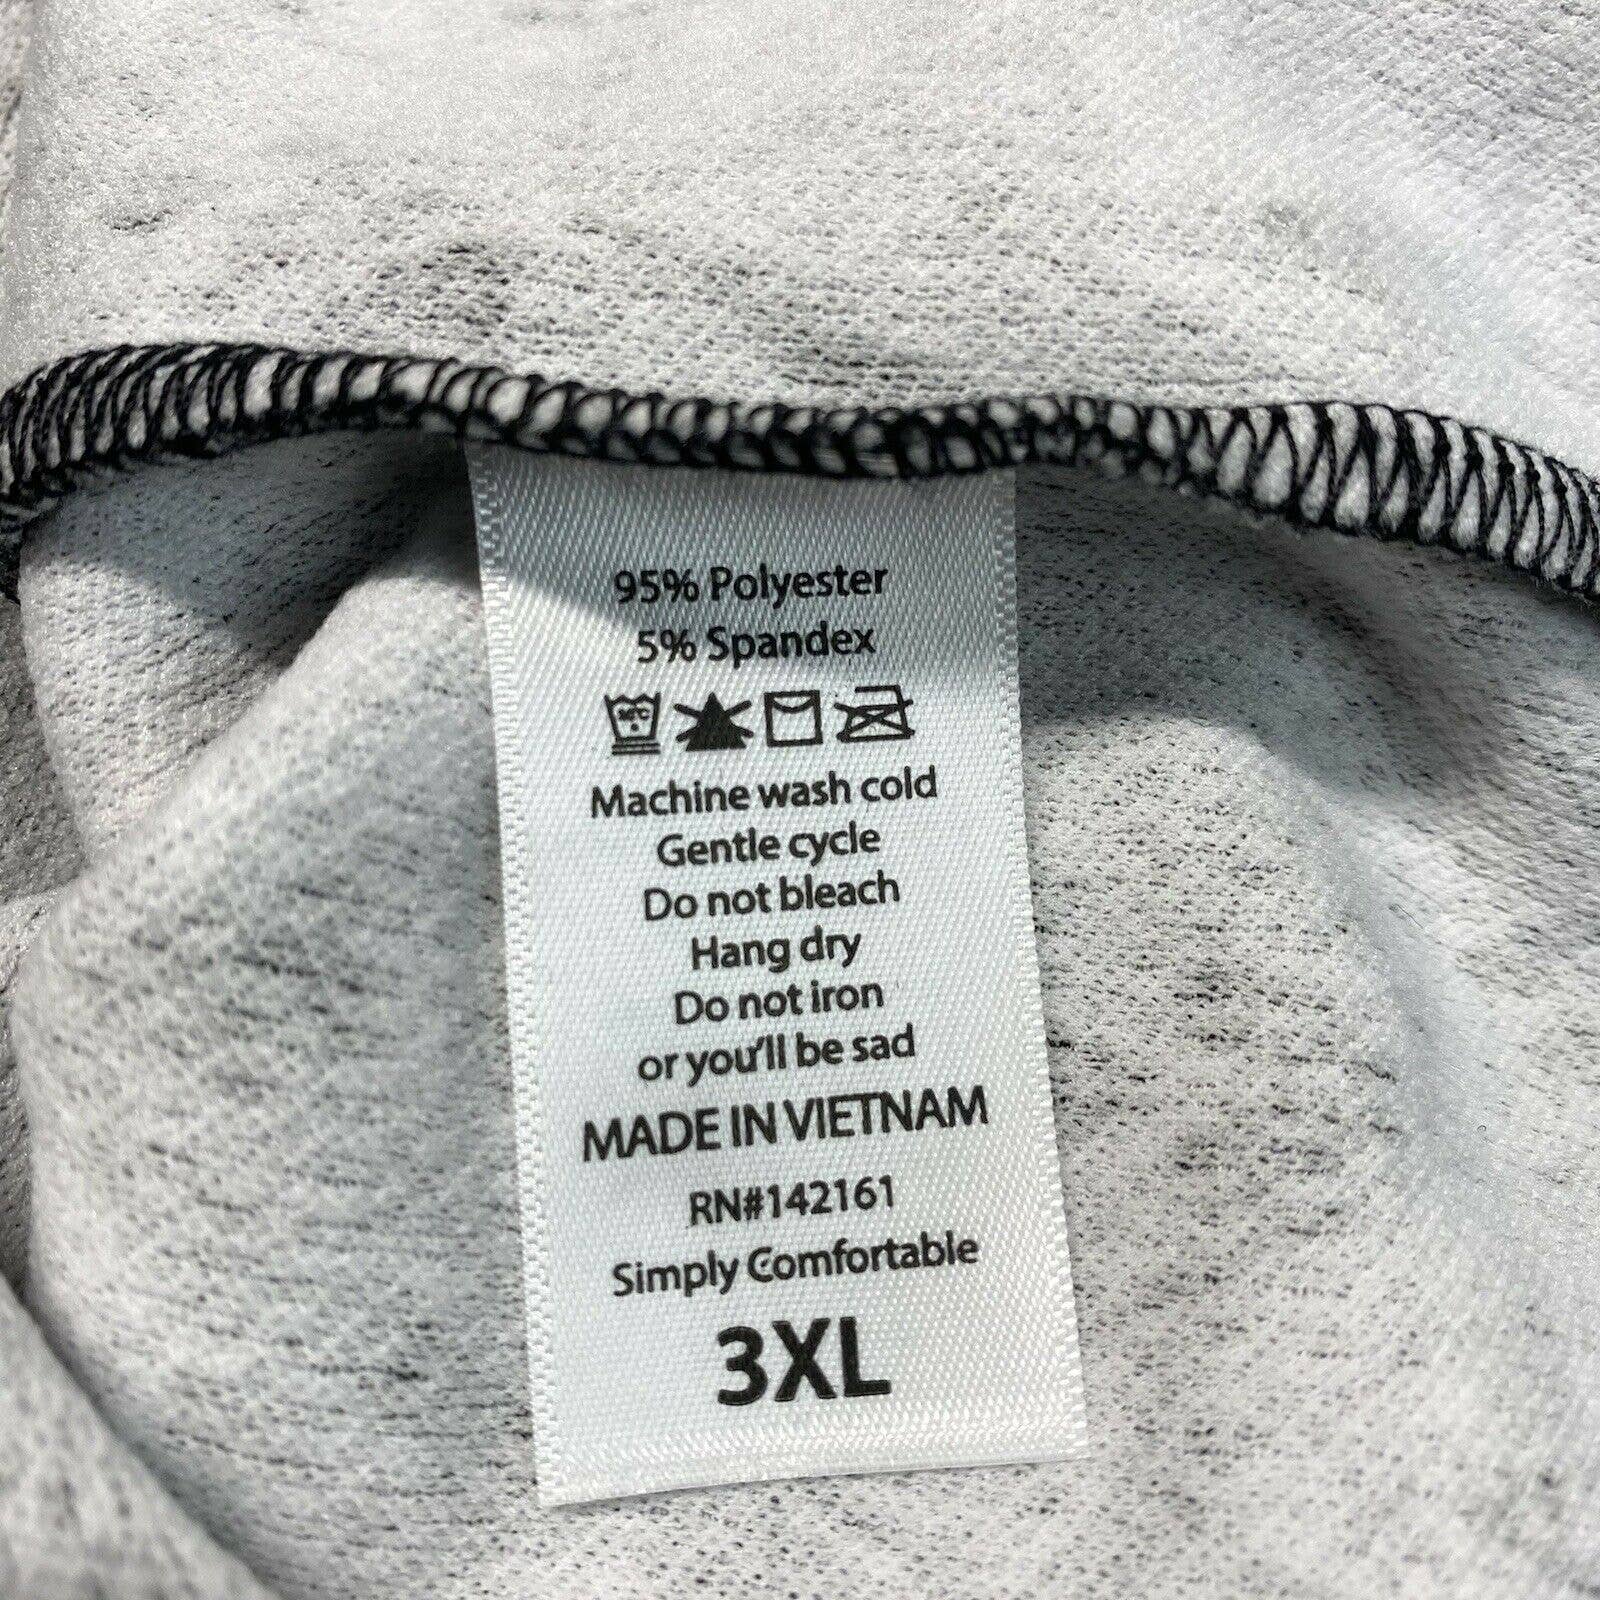 95% Polyester
5% Spandex
Machine wash cold
Gentle cycle
Do not bleach
Hang dry
Do not iron
or you'll be sad
MADE IN VIETNAM
RN#142161
Simply Comfortable
3XL